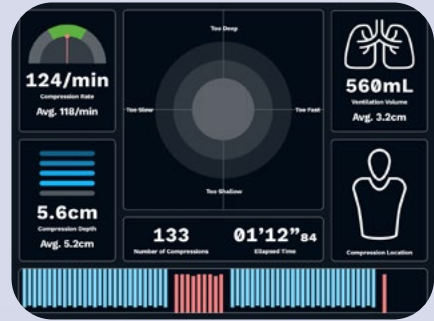 124/min
Compression Rate
Avg. 118/min
5.6cm
Compression Depth
Avg. 5.2cm
Too Deep
Too Slow
Too Fast
Too Shallow
133
Number of Compressions
01'12"84
Ellapsed Time
560mL
Ventilation Volume
Avg. 3.2cm
Compression Location